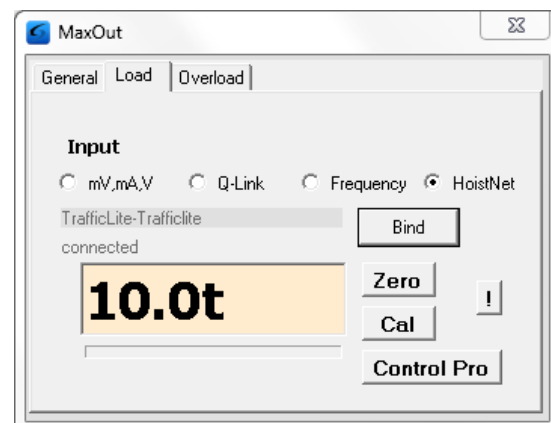 MaxOut
General Load Overload
Input
mV,mA,V Q-Link Frequency HoistNet
TrafficLite-Trafficlite
Bind
connected
10.0t
Zero
!
Cal
Control Pro